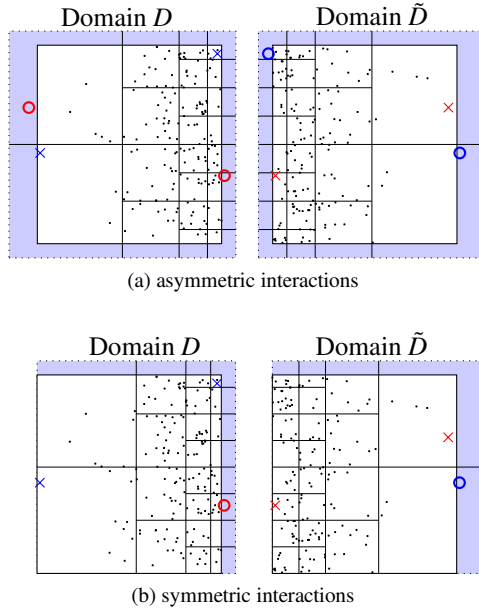 Domain D Domain D̃
(a) asymmetric interactions
Domain D Domain D̃
(b) symmetric interactions